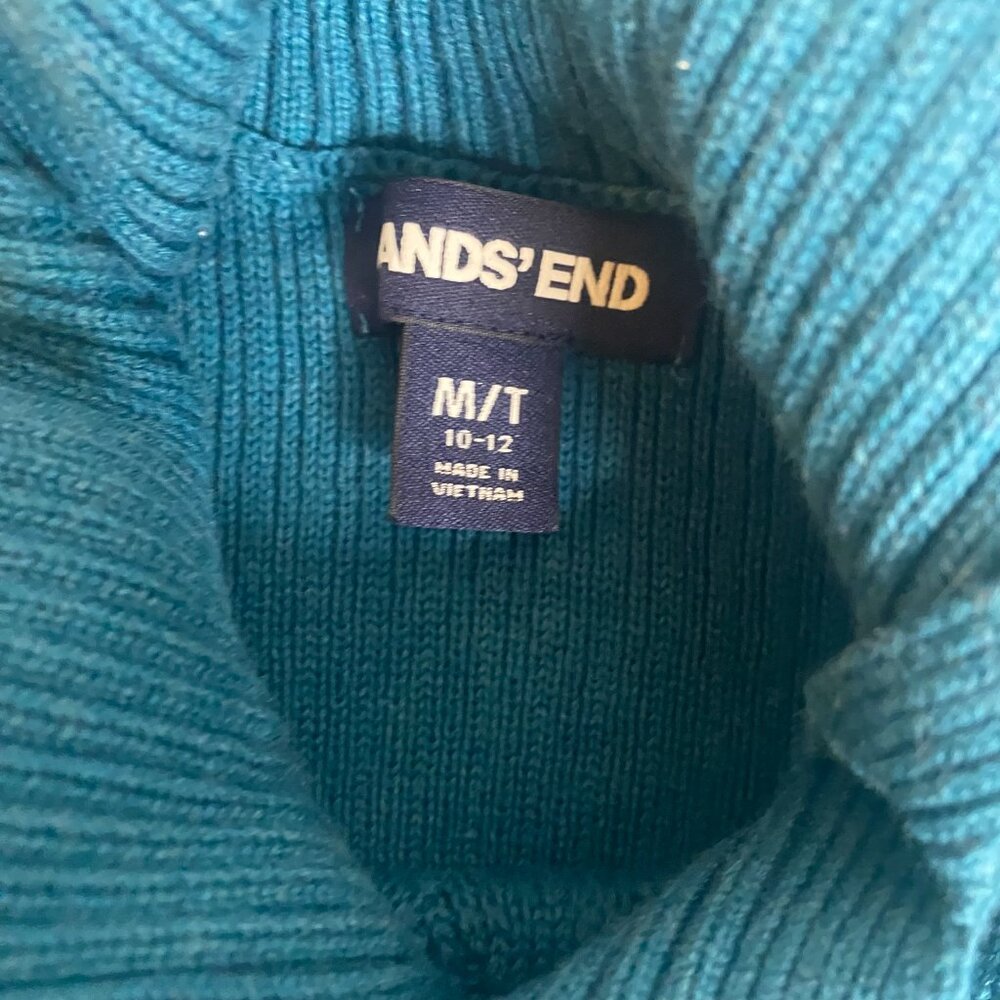 ANDS' END
M/T
10-12
MADE IN
VIETNAM